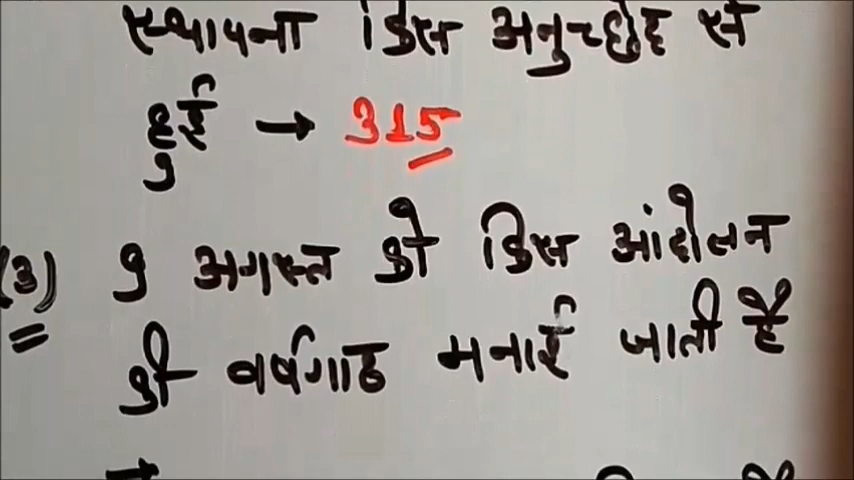 स्थापना किस अनुच्छेद से
हुई → 315
(3) 9 अगस्त को किस आंदोलन
की वर्षगाठ मनाई जाती है
→